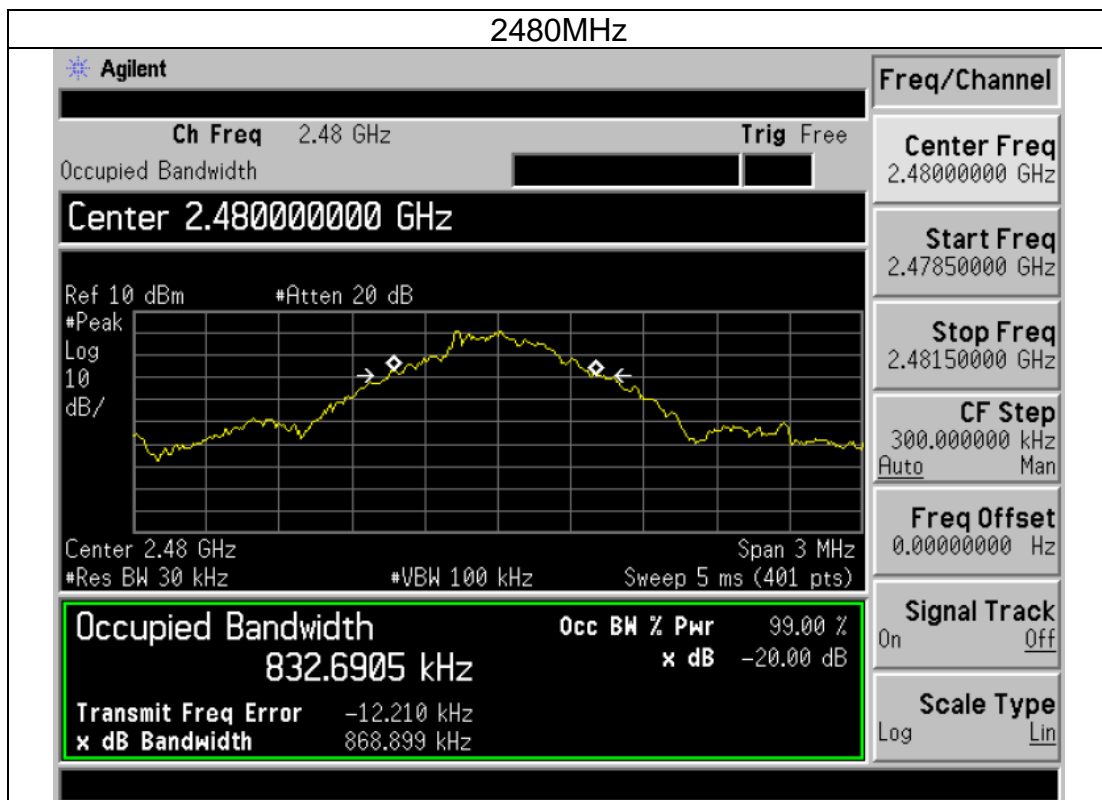 2480MHz
Agilent
Freq/Channel
Ch Freq 2.48 GHz Trig Free
Occupied Bandwidth
Center 2.480000000 GHz
Ref 10 dBm #Atten 20 dB
#Peak
Log
10
dB/
Center 2.48 GHz Span 3 MHz
#Res BW 30 kHz #VBW 100 kHz Sweep 5 ms (401 pts)
Occupied Bandwidth Occ BW % Pwr 99.00 %
832.6905 kHz x dB -20.00 dB
Transmit Freq Error -12.210 kHz
x dB Bandwidth 868.899 kHz
Center Freq
2.48000000 GHz
Start Freq
2.47850000 GHz
Stop Freq
2.48150000 GHz
CF Step
300.000000 kHz
Auto Man
Freq Offset
0.00000000 Hz
Signal Track
On Off
Scale Type
Log Lin